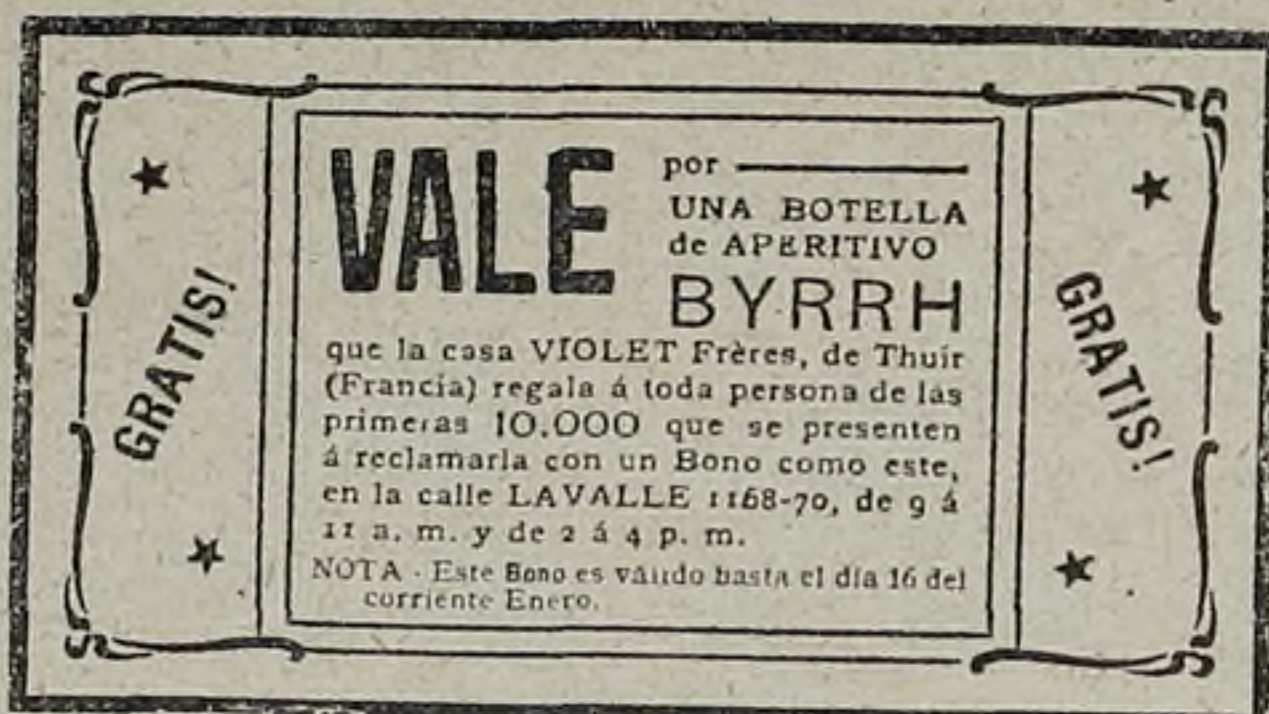 GRATIS!
VALE
por
UNA BOTELLA
de APERITIVO
BYRRH
que la casa VIOLET Frères, de Thuir
(Francia) regala á toda persona de las
primeras 10.000 que se presenten
á reclamarla con un Bono como este,
en la calle LAVALLE 1168-70, de 9 á
11 a. m. y de 2 á 4 p. m.
NOTA - Este Bono es válido hasta el día 16 del
corriente Enero.
GRATIS!